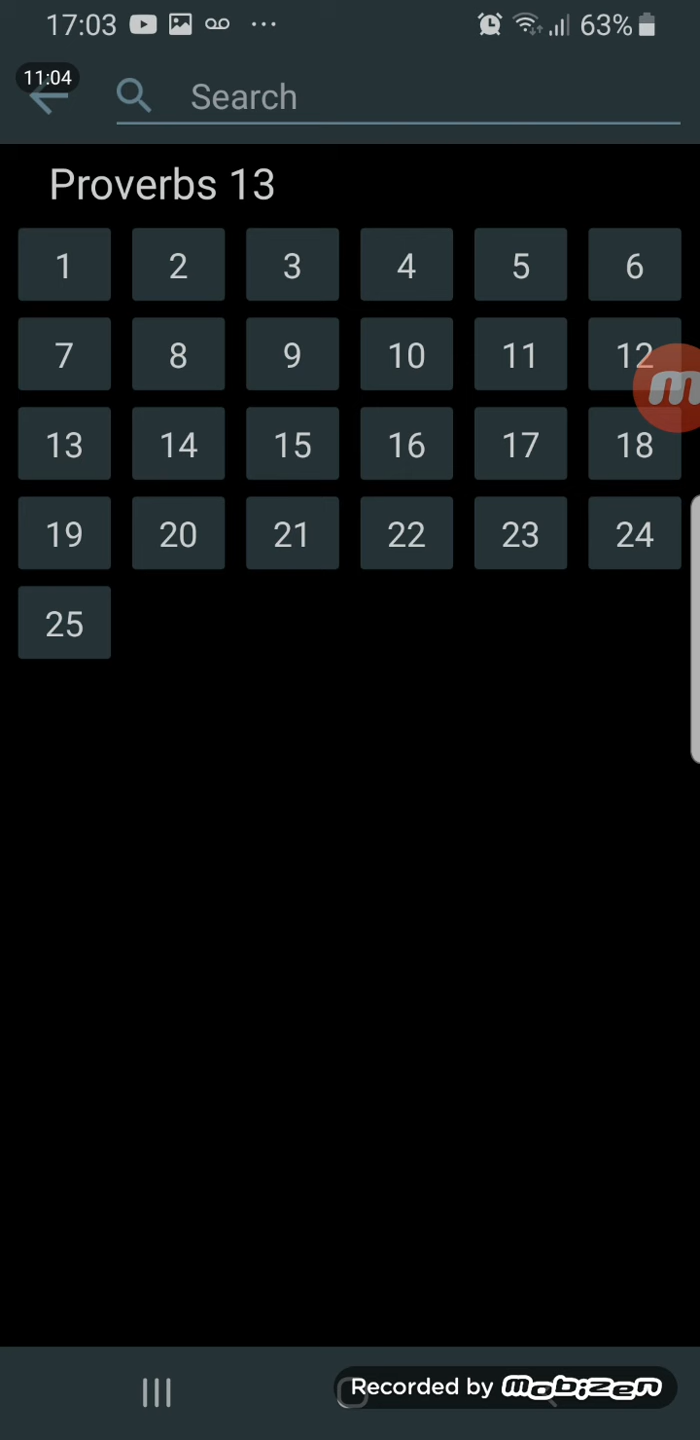 17:03 ... 63%
11:04
Search
Proverbs 13
1 2 3 4 5 6
7 8 9 10 11 12
m
13 14 15 16 17 18
19 20 21 22 23 24
25
Recorded by mobizen